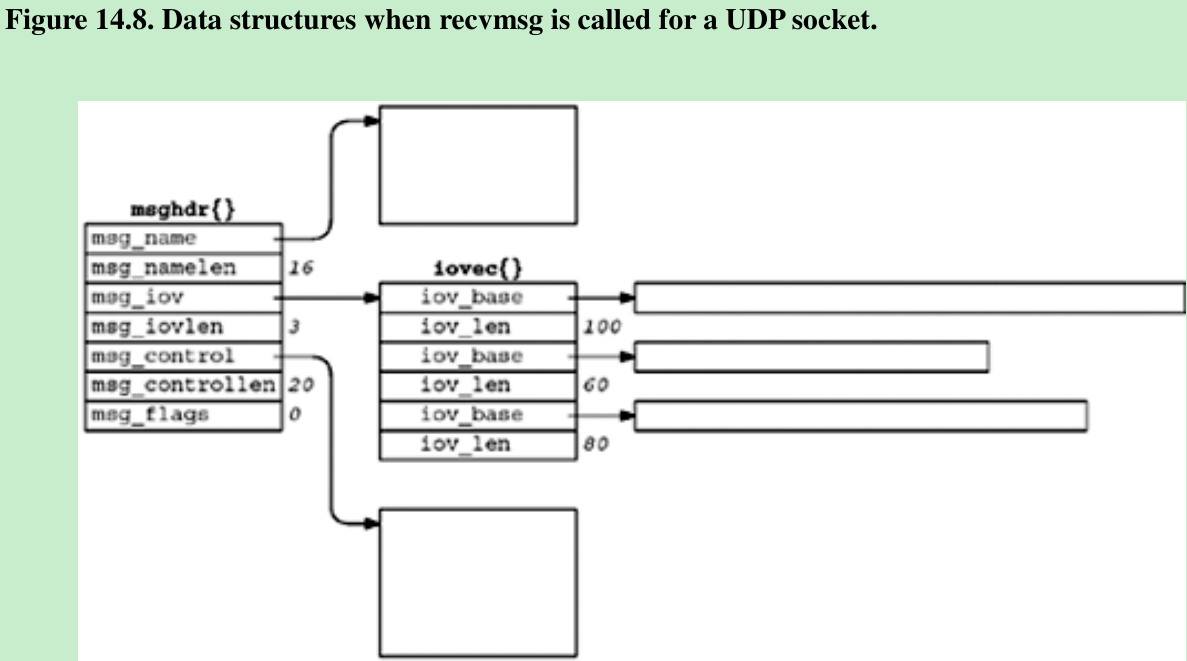 Figure 14.8. Data structures when recvmsg is called for a UDP socket.
msghdr{}
msg_name
msg_namelen 16
msg_iov
msg_iovlen 3
msg_control
msg_controllen 20
msg_flags 0
iovec{}
iov_base
iov_len 100
iov_base
iov_len 60
iov_base
iov_len 80